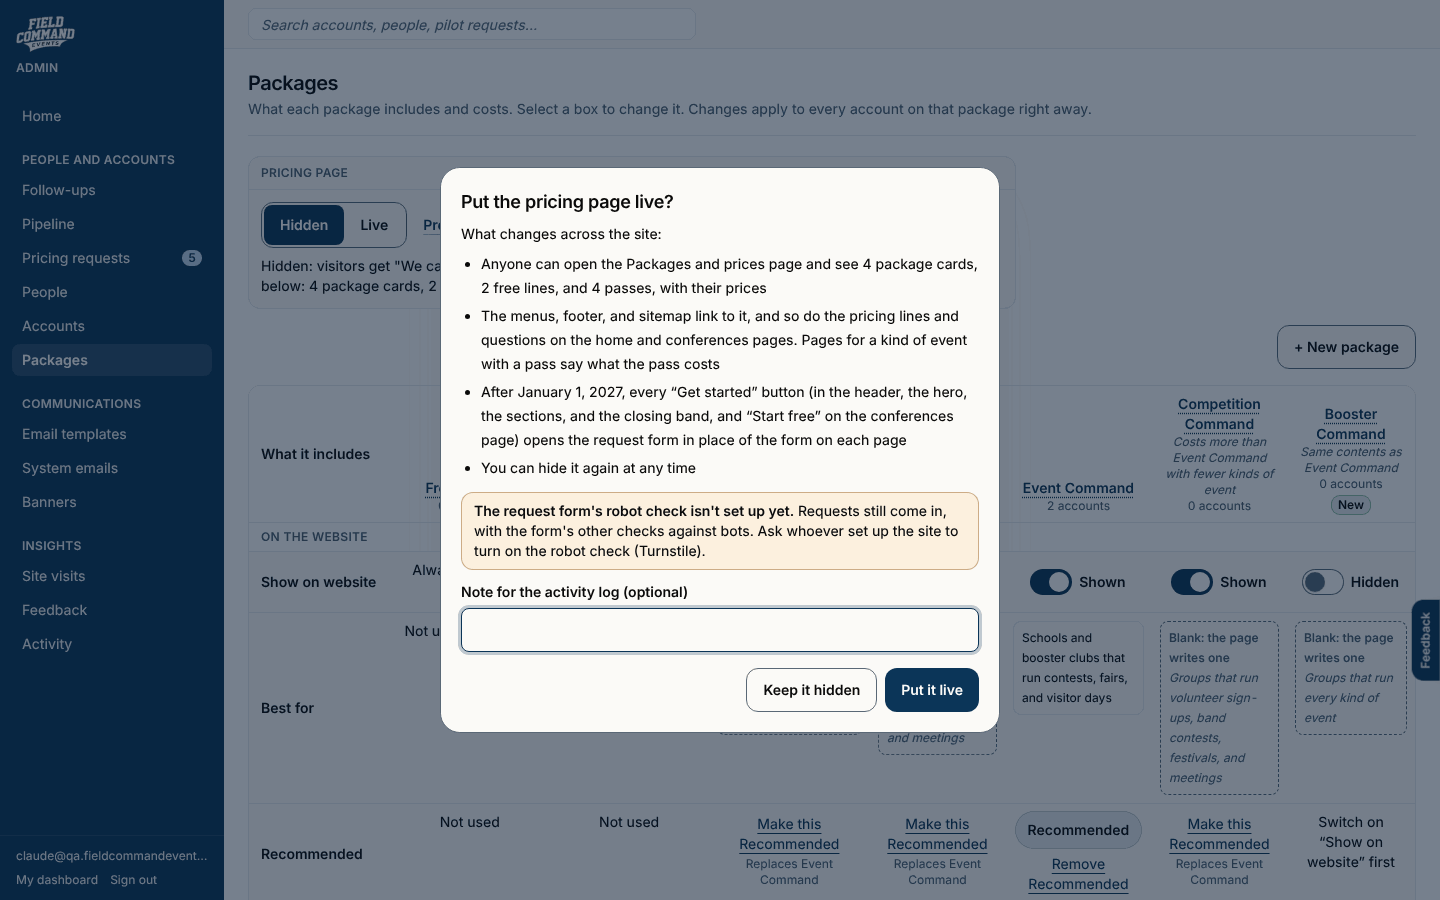 FIELD
COMMAND
EVENTS
ADMIN
Home
PEOPLE AND ACCOUNTS
Follow-ups
Pipeline
Pricing requests 5
People
Accounts
Packages
COMMUNICATIONS
Email templates
System emails
Banners
INSIGHTS
Site visits
Feedback
Activity
claude@qa.fieldcommandevent...
My dashboard Sign out
Search accounts, people, pilot requests...
Packages
What each package includes and costs. Select a box to change it. Changes apply to every account on that package right away.
PRICING PAGE
Hidden Live
Hidden: visitors get "We
below: 4 package cards, 2
+ New package
Put the pricing page live?
What changes across the site:
• Anyone can open the Packages and prices page and see 4 package cards,
2 free lines, and 4 passes, with their prices
• The menus, footer, and sitemap link to it, and so do the pricing lines and
questions on the home and conferences pages. Pages for a kind of event
with a pass say what the pass costs
• After January 1, 2027, every “Get started” button (in the header, the hero,
the sections, and the closing band, and “Start free” on the conferences
page) opens the request form in place of the form on each page
• You can hide it again at any time
The request form's robot check isn't set up yet. Requests still come in,
with the form's other checks against bots. Ask whoever set up the site to
turn on the robot check (Turnstile).
Note for the activity log (optional)
Keep it hidden Put it live
What it includes
Event Command
2 accounts
Competition
Command
Costs more than
Event Command
with fewer kinds of
event
0 accounts
Booster
Command
Same contents as
Event Command
0 accounts
New
ON THE WEBSITE
Show on website
Shown
Shown
Hidden
Best for
Not
and meetings
Schools and
booster clubs that
run contests, fairs,
and visitor days
Blank: the page
writes one
Groups that run
volunteer sign-
ups, band
contests,
festivals, and
meetings
Blank: the page
writes one
Groups that run
every kind of
event
Recommended
Not used
Not used
Make this
Recommended
Replaces Event
Command
Make this
Recommended
Replaces Event
Command
Recommended
Remove
Recommended
Make this
Recommended
Replaces Event
Command
Switch on
“Show on
website” first
Feedback